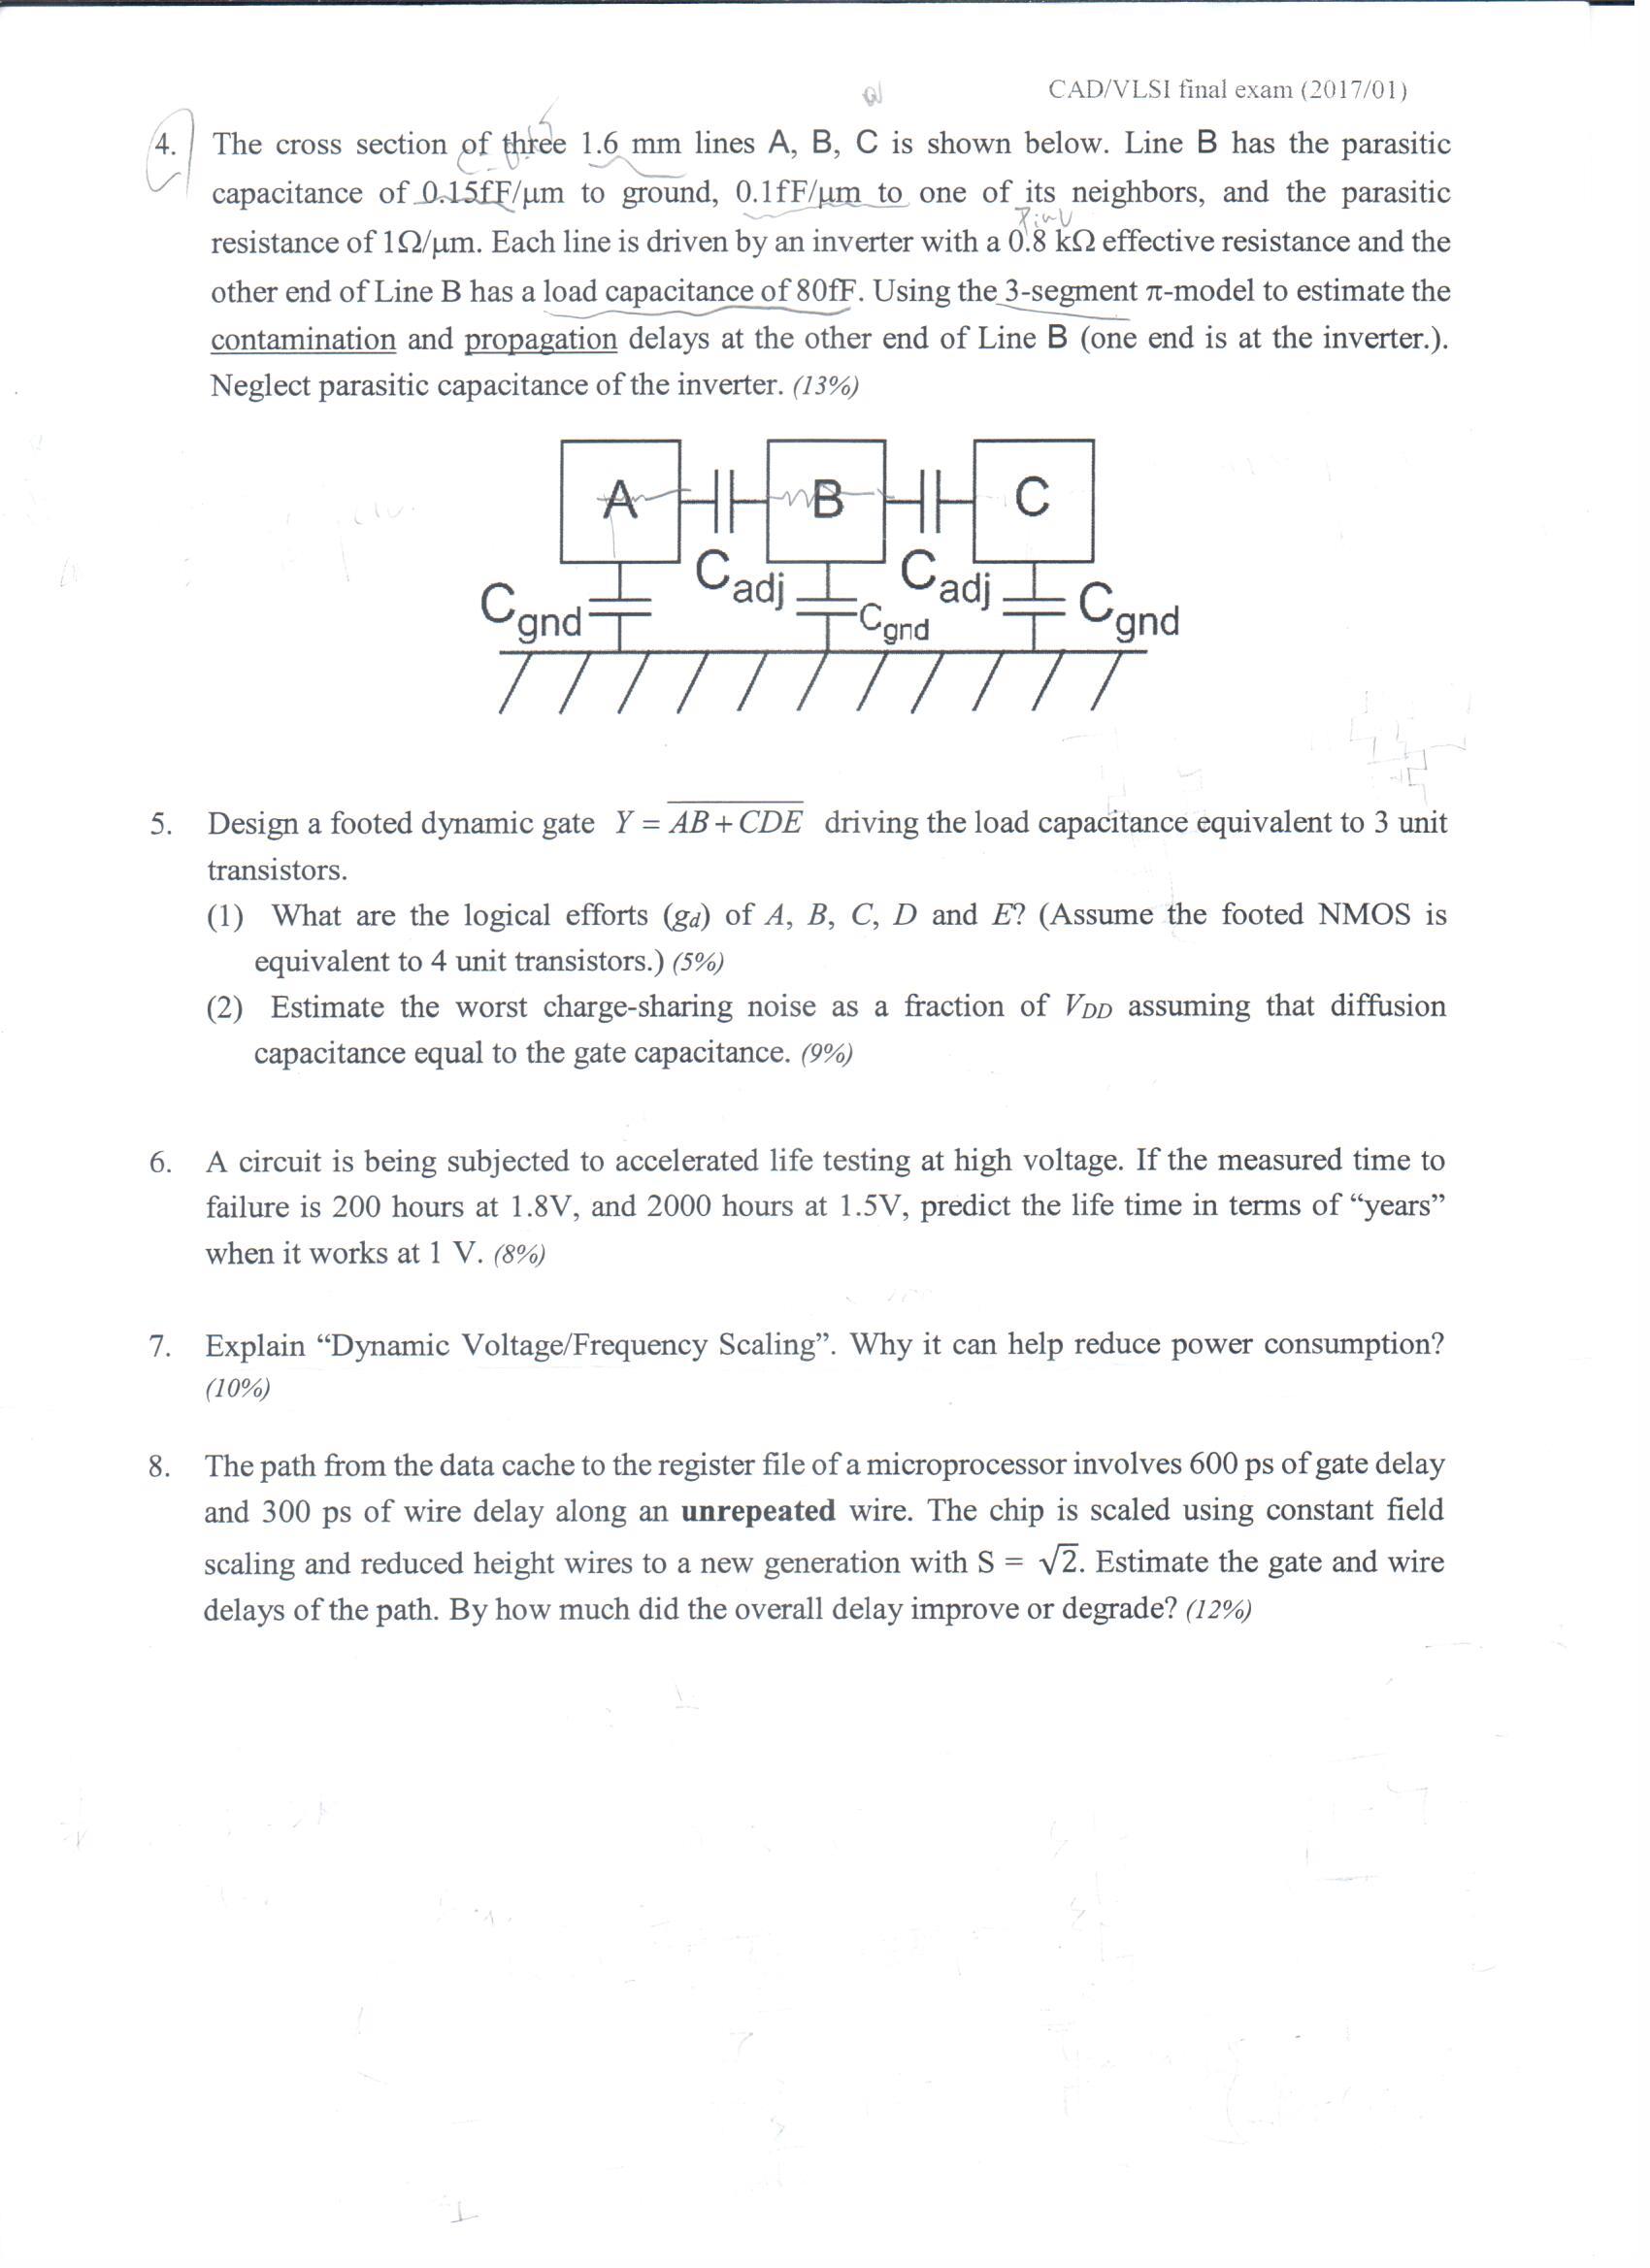 CAD/VLSI final exam (2017/01)
4. The cross section of three 1.6 mm lines A, B, C is shown below. Line B has the parasitic
capacitance of 0.15fF/μm to ground, 0.1fF/μm to one of its neighbors, and the parasitic
Rinv
resistance of 1Ω/μm. Each line is driven by an inverter with a 0.8 kΩ effective resistance and the
other end of Line B has a load capacitance of 80fF. Using the 3-segment π-model to estimate the
contamination and propagation delays at the other end of Line B (one end is at the inverter.).
Neglect parasitic capacitance of the inverter. (13%)
A B C
Cadj Cadj
Cgnd Cgnd Cgnd
5. Design a footed dynamic gate Y = \overline{AB + CDE} driving the load capacitance equivalent to 3 unit
transistors.
(1) What are the logical efforts (gd) of A, B, C, D and E? (Assume the footed NMOS is
equivalent to 4 unit transistors.) (5%)
(2) Estimate the worst charge-sharing noise as a fraction of VDD assuming that diffusion
capacitance equal to the gate capacitance. (9%)
6. A circuit is being subjected to accelerated life testing at high voltage. If the measured time to
failure is 200 hours at 1.8V, and 2000 hours at 1.5V, predict the life time in terms of “years”
when it works at 1 V. (8%)
7. Explain “Dynamic Voltage/Frequency Scaling”. Why it can help reduce power consumption?
(10%)
8. The path from the data cache to the register file of a microprocessor involves 600 ps of gate delay
and 300 ps of wire delay along an unrepeated wire. The chip is scaled using constant field
scaling and reduced height wires to a new generation with S = √2. Estimate the gate and wire
delays of the path. By how much did the overall delay improve or degrade? (12%)